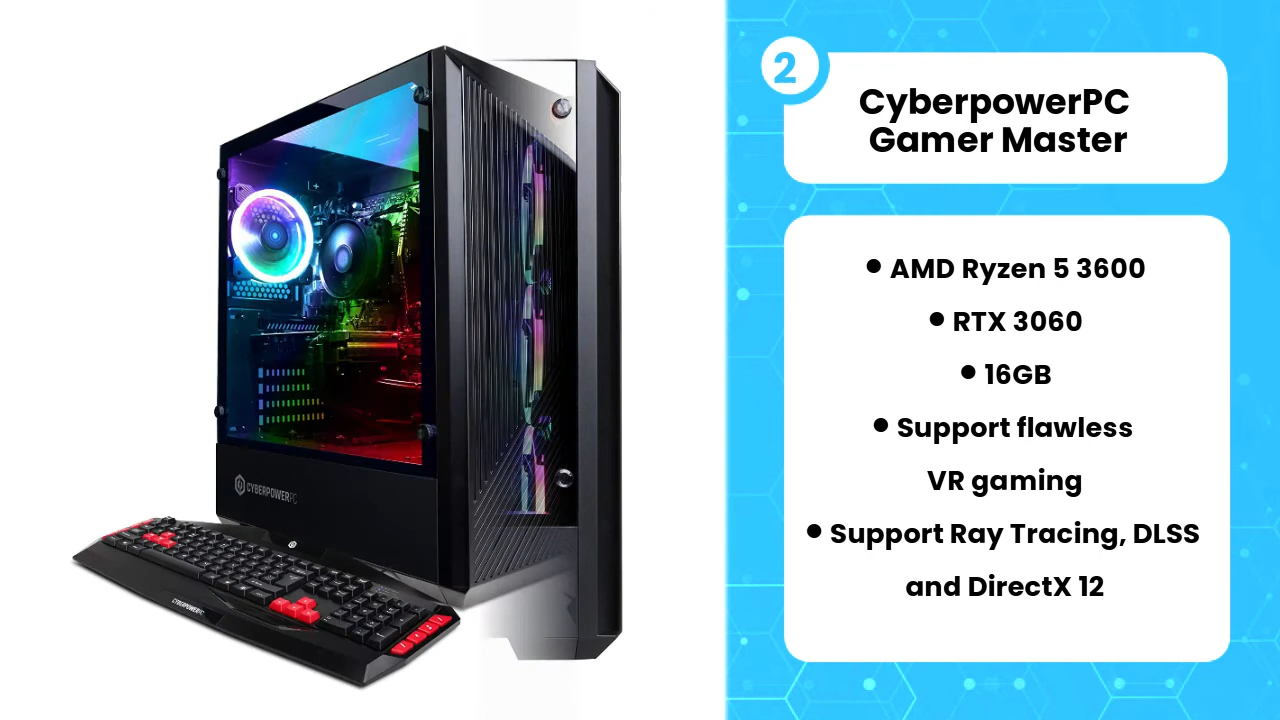 2
CyberpowerPC
Gamer Master
• AMD Ryzen 5 3600
• RTX 3060
• 16GB
• Support flawless
VR gaming
• Support Ray Tracing, DLSS
and DirectX 12
CYBERPOWERPC
CYBERPOWERPC